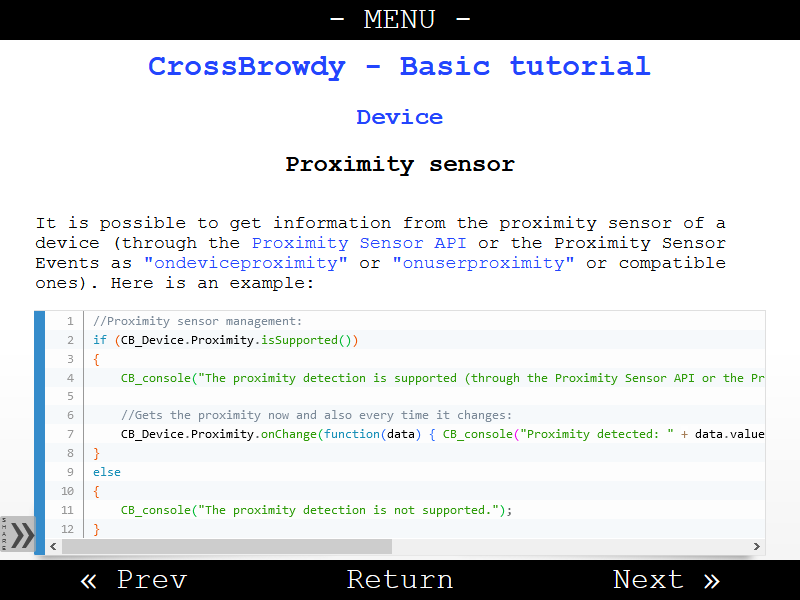 - MENU -
CrossBrowdy - Basic tutorial
Device
Proximity sensor
It is possible to get information from the proximity sensor of a
device (through the Proximity Sensor API or the Proximity Sensor
Events as "ondeviceproximity" or "onuserproximity" or compatible
ones). Here is an example:
1 //Proximity sensor management:
2 if (CB_Device.Proximity.isSupported())
3 {
4 CB_console("The proximity detection is supported (through the Proximity Sensor API or the Pr
5
6 //Gets the proximity now and also every time it changes:
7 CB_Device.Proximity.onChange(function(data) { CB_console("Proximity detected: " + data.value
8 }
9 else
10 {
11 CB_console("The proximity detection is not supported.");
12 }
SHARE »
« Prev Return Next »